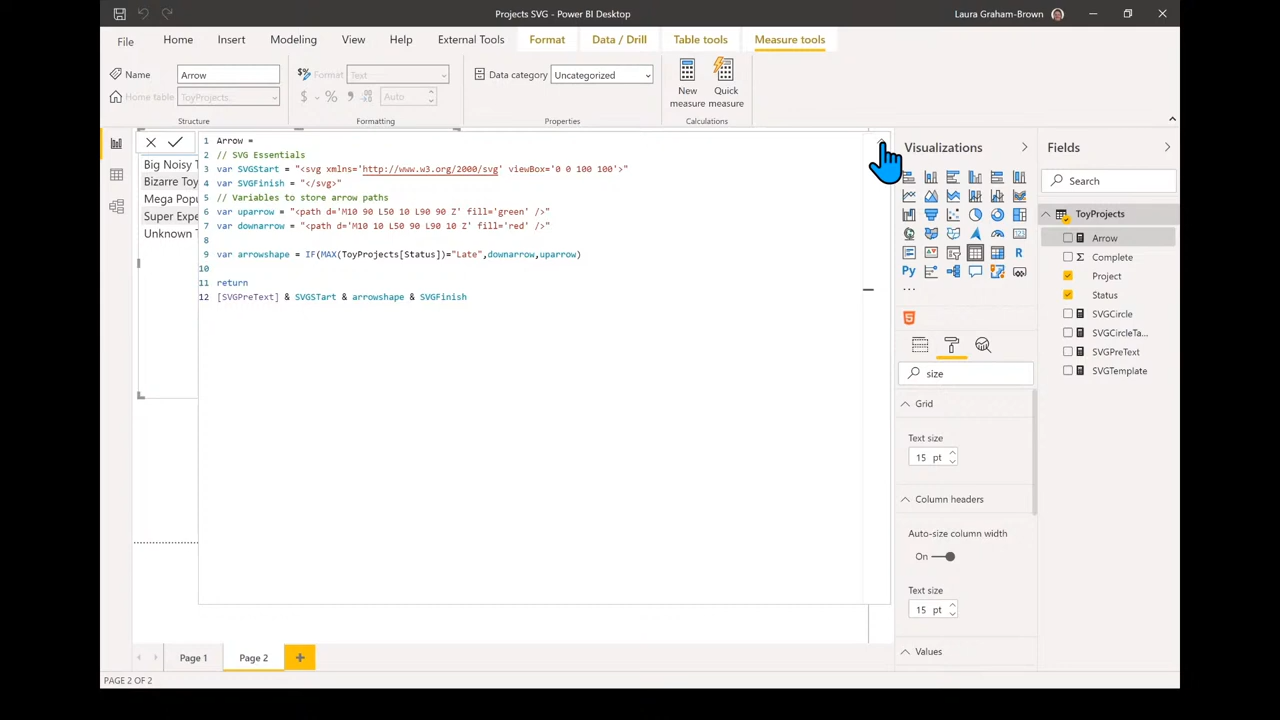 Projects SVG - Power BI Desktop
Laura Graham-Brown
File
Home
Insert
Modeling
View
Help
External Tools
Format
Data / Drill
Table tools
Measure tools
Name
Arrow
Format
Text
Data category
Uncategorized
New
measure
Quick
measure
Home table
ToyProjects
$
%
Auto
Structure
Formatting
Properties
Calculations
Big Noisy T
Bizarre Toy
Mega Popu
Super Expe
Unknown T
1 Arrow =
2 // SVG Essentials
3 var SVGStart = "<svg xmlns='http://www.w3.org/2000/svg' viewBox='0 0 100 100'>"
4 var SVGFinish = "</svg>"
5 // Variables to store arrow paths
6 var uparrow = "<path d='M10 90 L50 10 L90 90 Z' fill='green' />"
7 var downarrow = "<path d='M10 10 L50 90 L90 10 Z' fill='red' />"
8
9 var arrowshape = IF(MAX(ToyProjects[Status])="Late",downarrow,uparrow)
10
11 return
12 [SVGPreText] & SVGSTart & arrowshape & SVGFinish
Visualizations
R
Py
...
size
Grid
Text size
15 pt
Column headers
Auto-size column width
On
Text size
15 pt
Values
Fields
Search
ToyProjects
Arrow
Σ Complete
Project
Status
SVGCircle
SVGCircleTa...
SVGPreText
SVGTemplate
Page 1
Page 2
+
PAGE 2 OF 2